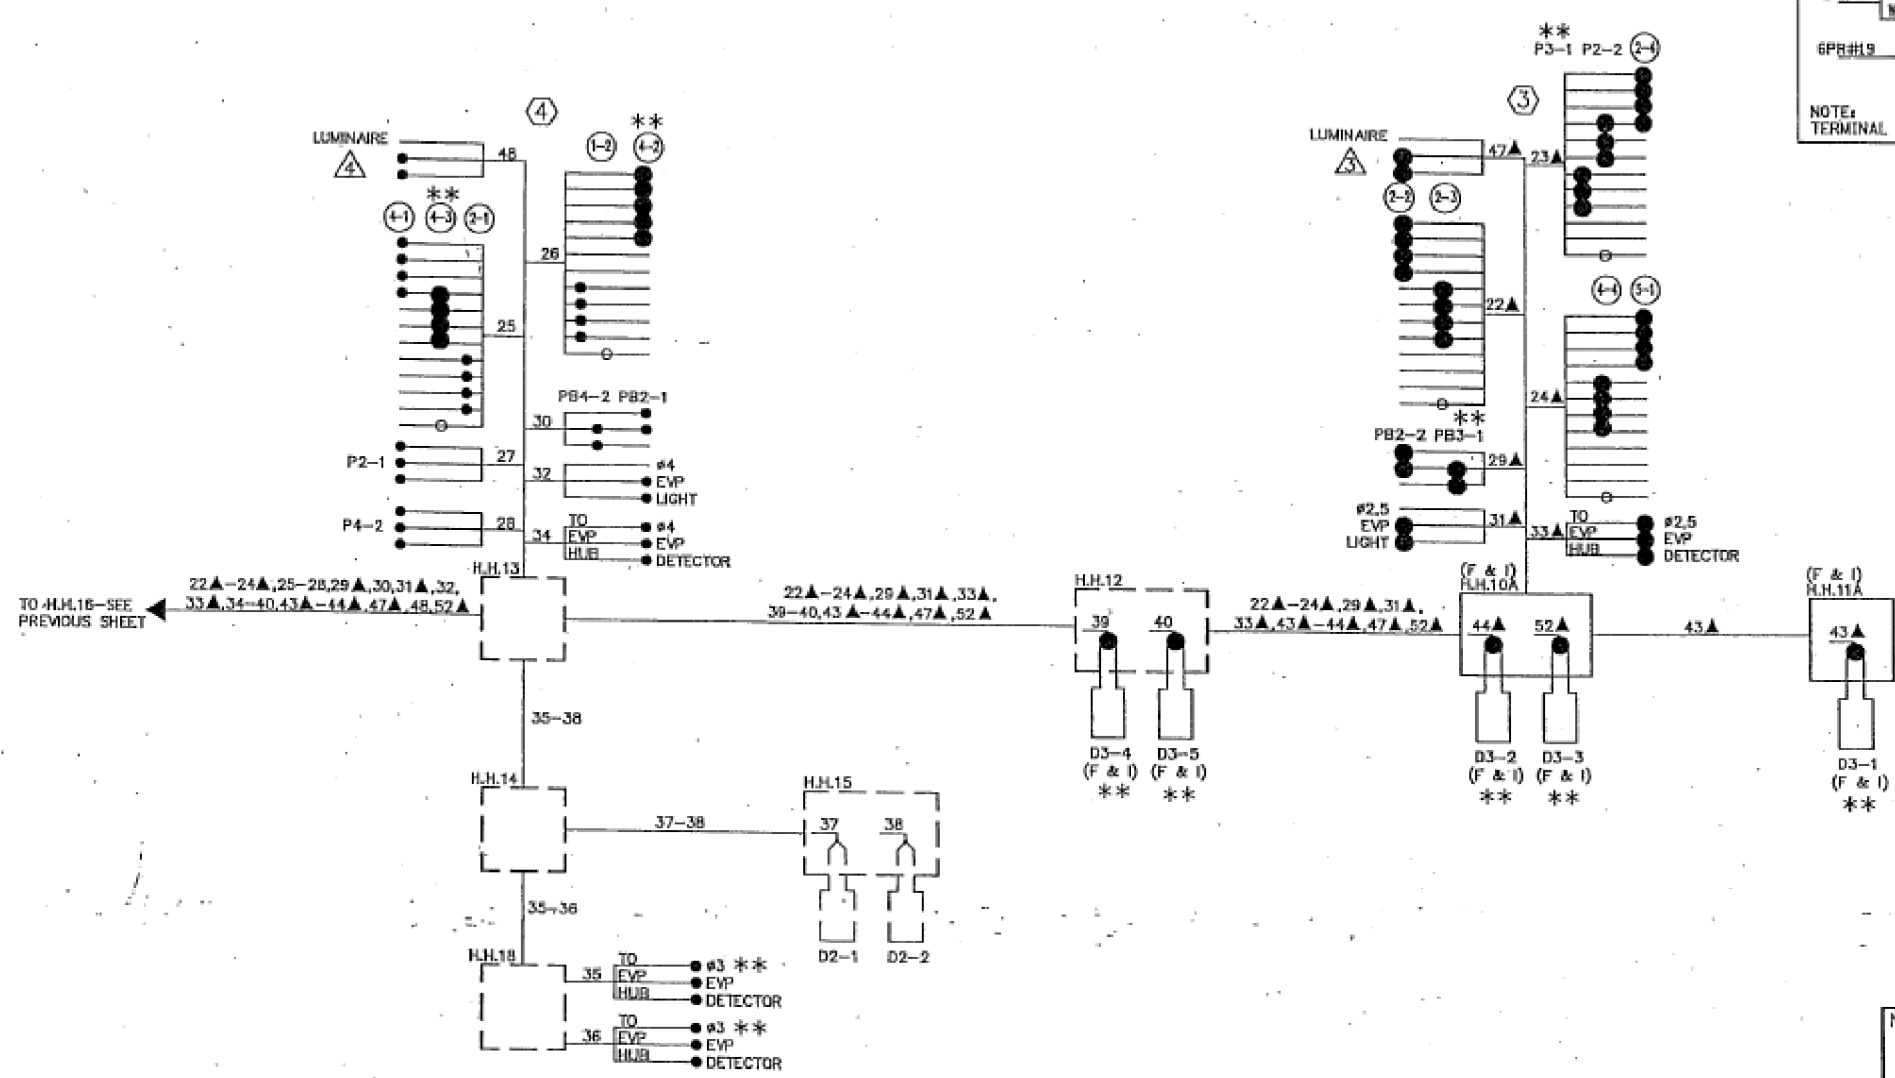 **
P3-1 P2-2 2-4
6PR#19
NOTE:
TERMINAL
4
3
LUMINAIRE
4
48
1-2
**
4-2
LUMINAIRE
3
47▲
23▲
**
4-1 4-3 2-1
2-2 2-3
26
25
22▲
4-4 5-1
24▲
PB4-2 PB2-1
30
**
PB2-2 PB3-1
29▲
P2-1
27
32
ø4
EVP
LIGHT
P4-2
28
34
TO
EVP
HUB
ø4
EVP
DETECTOR
ø2,5
EVP
LIGHT
31▲
33▲
TO
EVP
HUB
ø2,5
EVP
DETECTOR
H.H.13
22▲-24▲,25-28,29▲,30,31▲,32,
33▲,34-40,43▲-44▲,47▲,48,52▲
TO H.H.16-SEE
PREVIOUS SHEET
22▲-24▲,29▲,31▲,33▲,
39-40,43▲-44▲,47▲,52▲
H.H.12
39
40
22▲-24▲,29▲,31▲,
33▲,43▲-44▲,47▲,52▲
(F & I)
H.H.10A
44▲
52▲
43▲
(F & I)
H.H.11A
43▲
35-38
D3-4
(F & I)
**
D3-5
(F & I)
**
D3-2
(F & I)
**
D3-3
(F & I)
**
D3-1
(F & I)
**
H.H.14
37-38
H.H.15
37
38
D2-1
D2-2
35-36
H.H.18
35
TO
EVP
HUB
ø3 **
EVP
DETECTOR
36
TO
EVP
HUB
ø3 **
EVP
DETECTOR